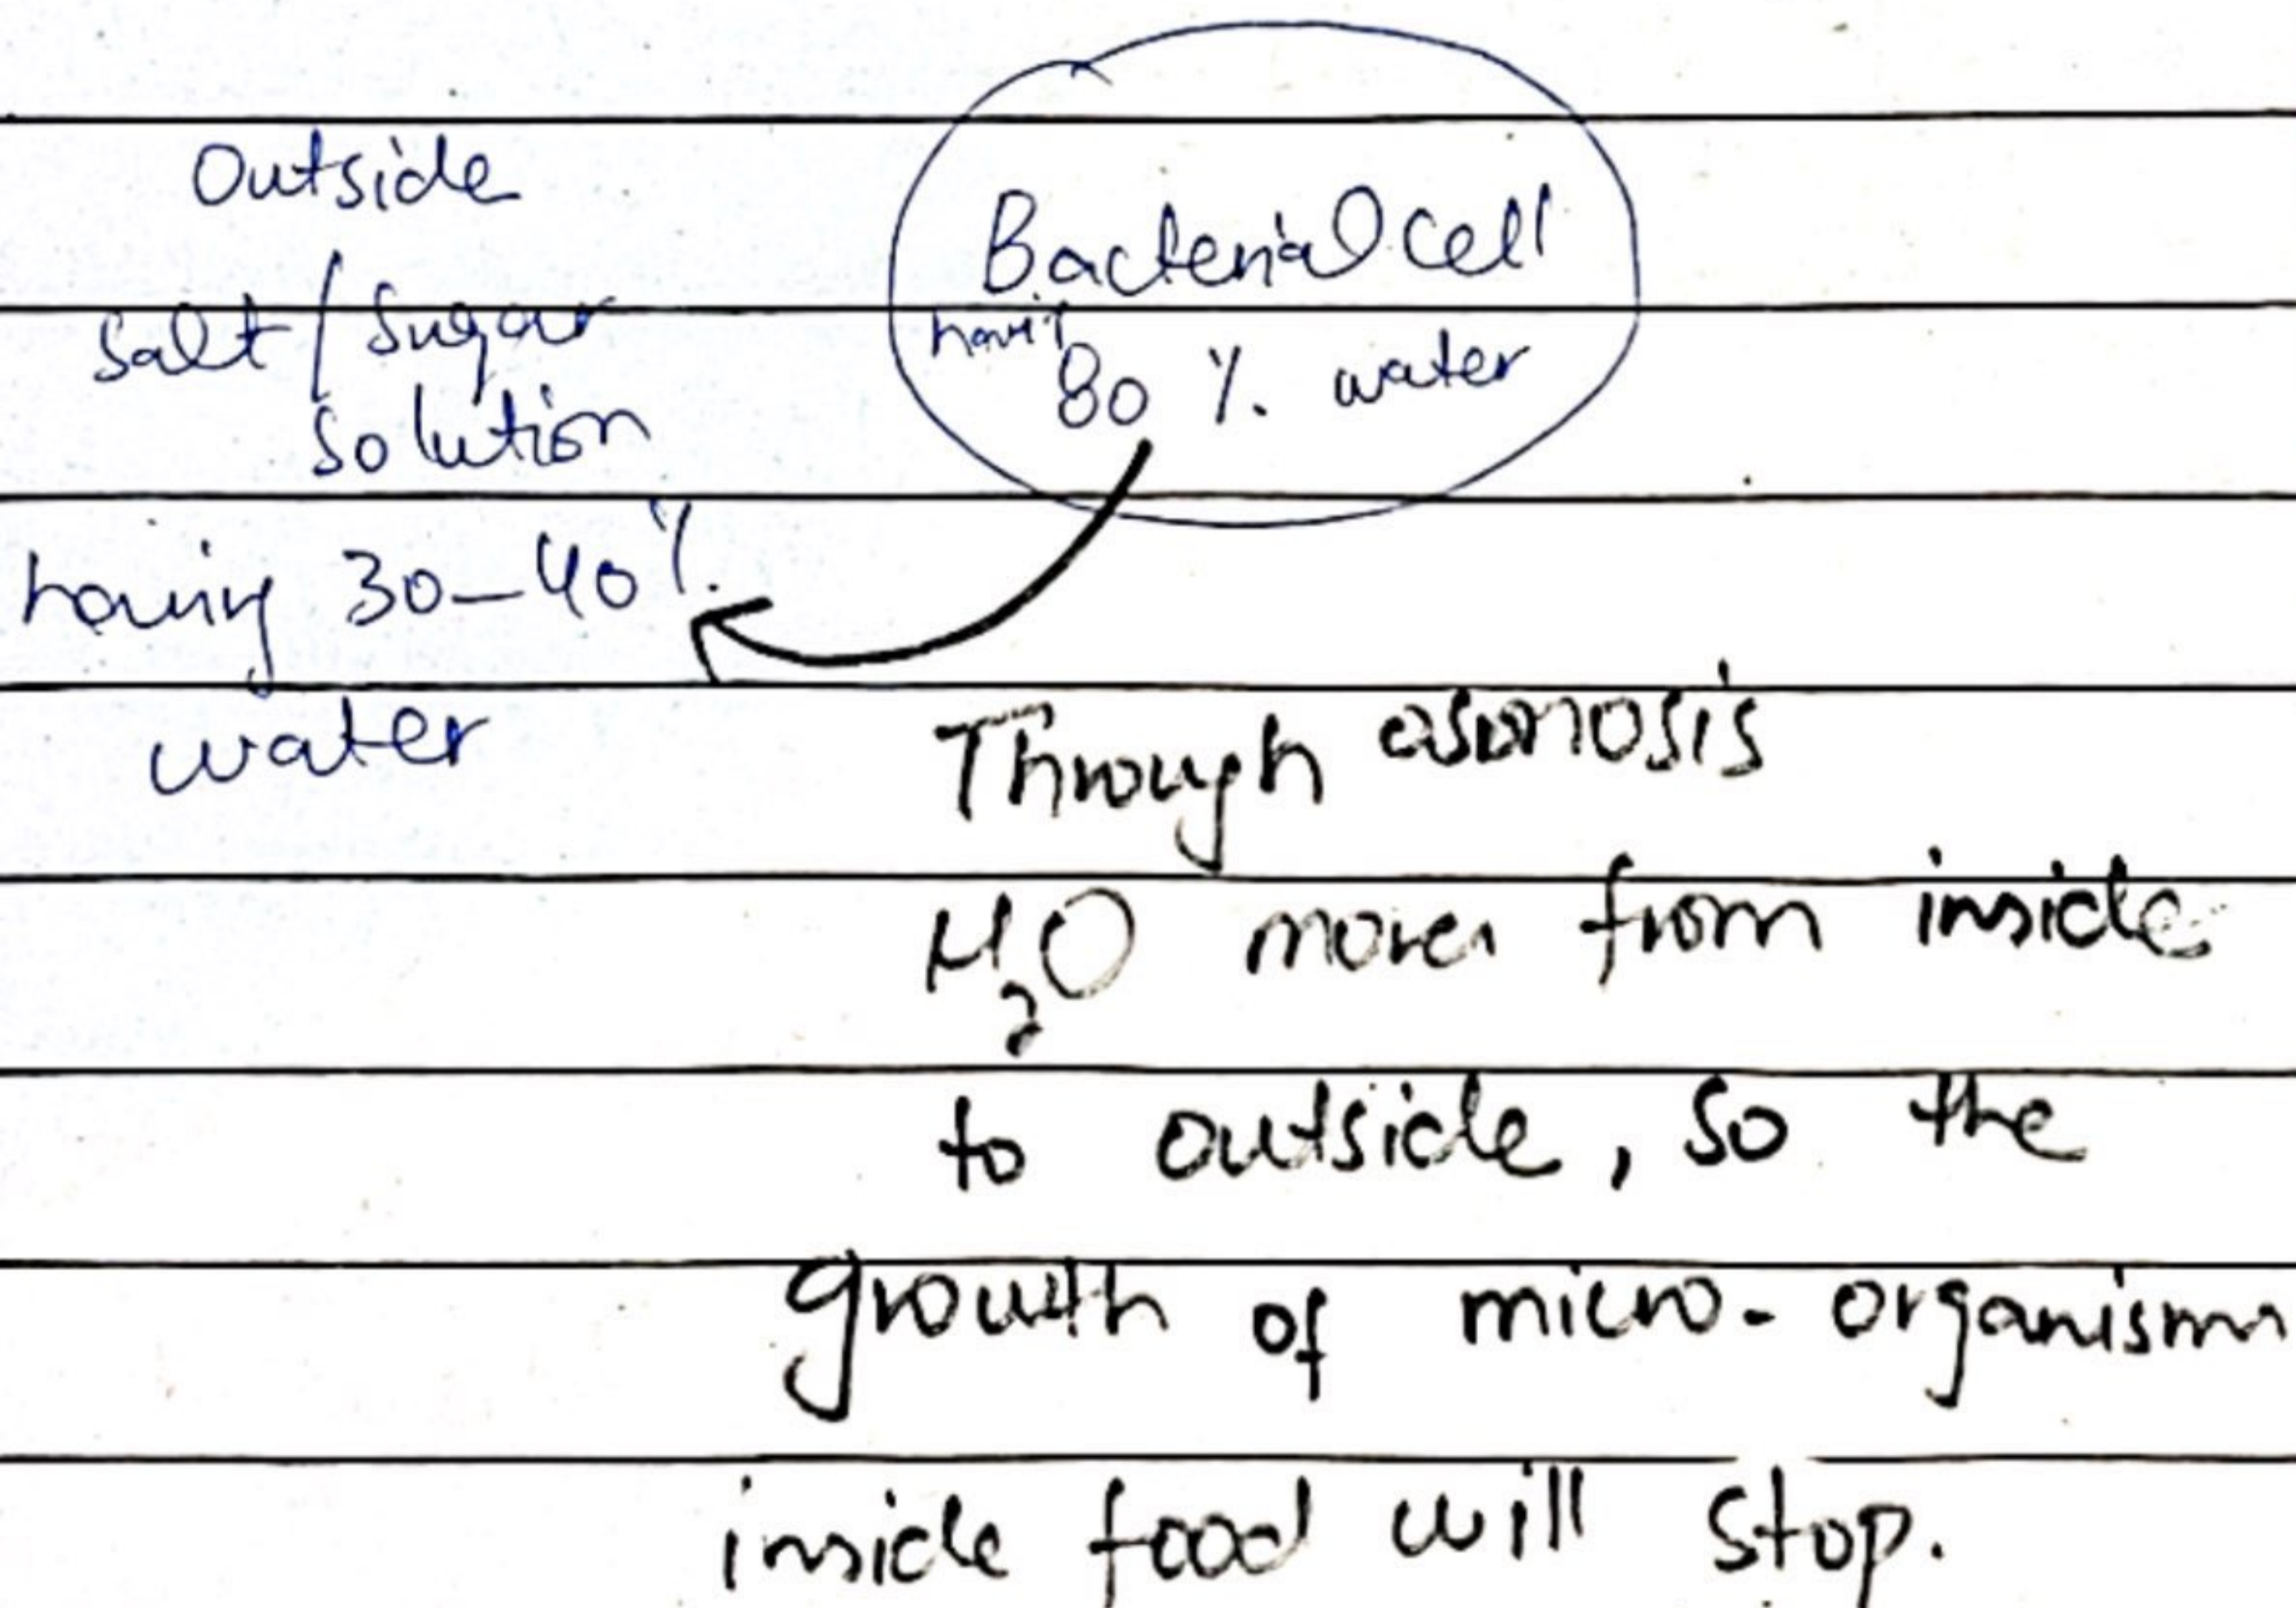 Outside
salt / sugar
solution
having 30-40%
water
Bacterial cell
80 % water
Through osmosis
H₂O moves from inside
to outside, so the
growth of micro-organisms
inside food will stop.